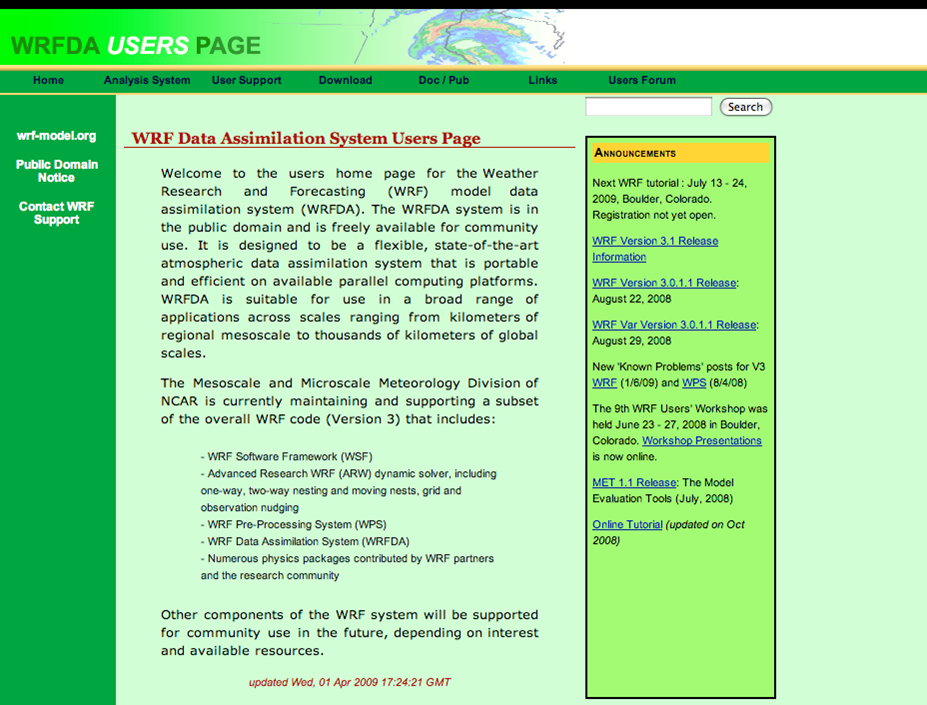 WRFDA USERS PAGE
Home Analysis System User Support Download Doc / Pub Links Users Forum
wrf-model.org
Public Domain
Notice
Contact WRF
Support
Search
WRF Data Assimilation System Users Page
Welcome to the users home page for the Weather
Research and Forecasting (WRF) model data
assimilation system (WRFDA). The WRFDA system is in
the public domain and is freely available for community
use. It is designed to be a flexible, state-of-the-art
atmospheric data assimilation system that is portable
and efficient on available parallel computing platforms.
WRFDA is suitable for use in a broad range of
applications across scales ranging from kilometers of
regional mesoscale to thousands of kilometers of global
scales.
The Mesoscale and Microscale Meteorology Division of
NCAR is currently maintaining and supporting a subset
of the overall WRF code (Version 3) that includes:
- WRF Software Framework (WSF)
- Advanced Research WRF (ARW) dynamic solver, including
one-way, two-way nesting and moving nests, grid and
observation nudging
- WRF Pre-Processing System (WPS)
- WRF Data Assimilation System (WRFDA)
- Numerous physics packages contributed by WRF partners
and the research community
Other components of the WRF system will be supported
for community use in the future, depending on interest
and available resources.
updated Wed, 01 Apr 2009 17:24:21 GMT
ANNOUNCEMENTS
Next WRF tutorial : July 13 - 24,
2009, Boulder, Colorado.
Registration not yet open.
WRF Version 3.1 Release
Information
WRF Version 3.0.1.1 Release:
August 22, 2008
WRF Var Version 3.0.1.1 Release:
August 29, 2008
New 'Known Problems' posts for V3
WRF (1/6/09) and WPS (8/4/08)
The 9th WRF Users' Workshop was
held June 23 - 27, 2008 in Boulder,
Colorado. Workshop Presentations
is now online.
MET 1.1 Release: The Model
Evaluation Tools (July, 2008)
Online Tutorial (updated on Oct
2008)